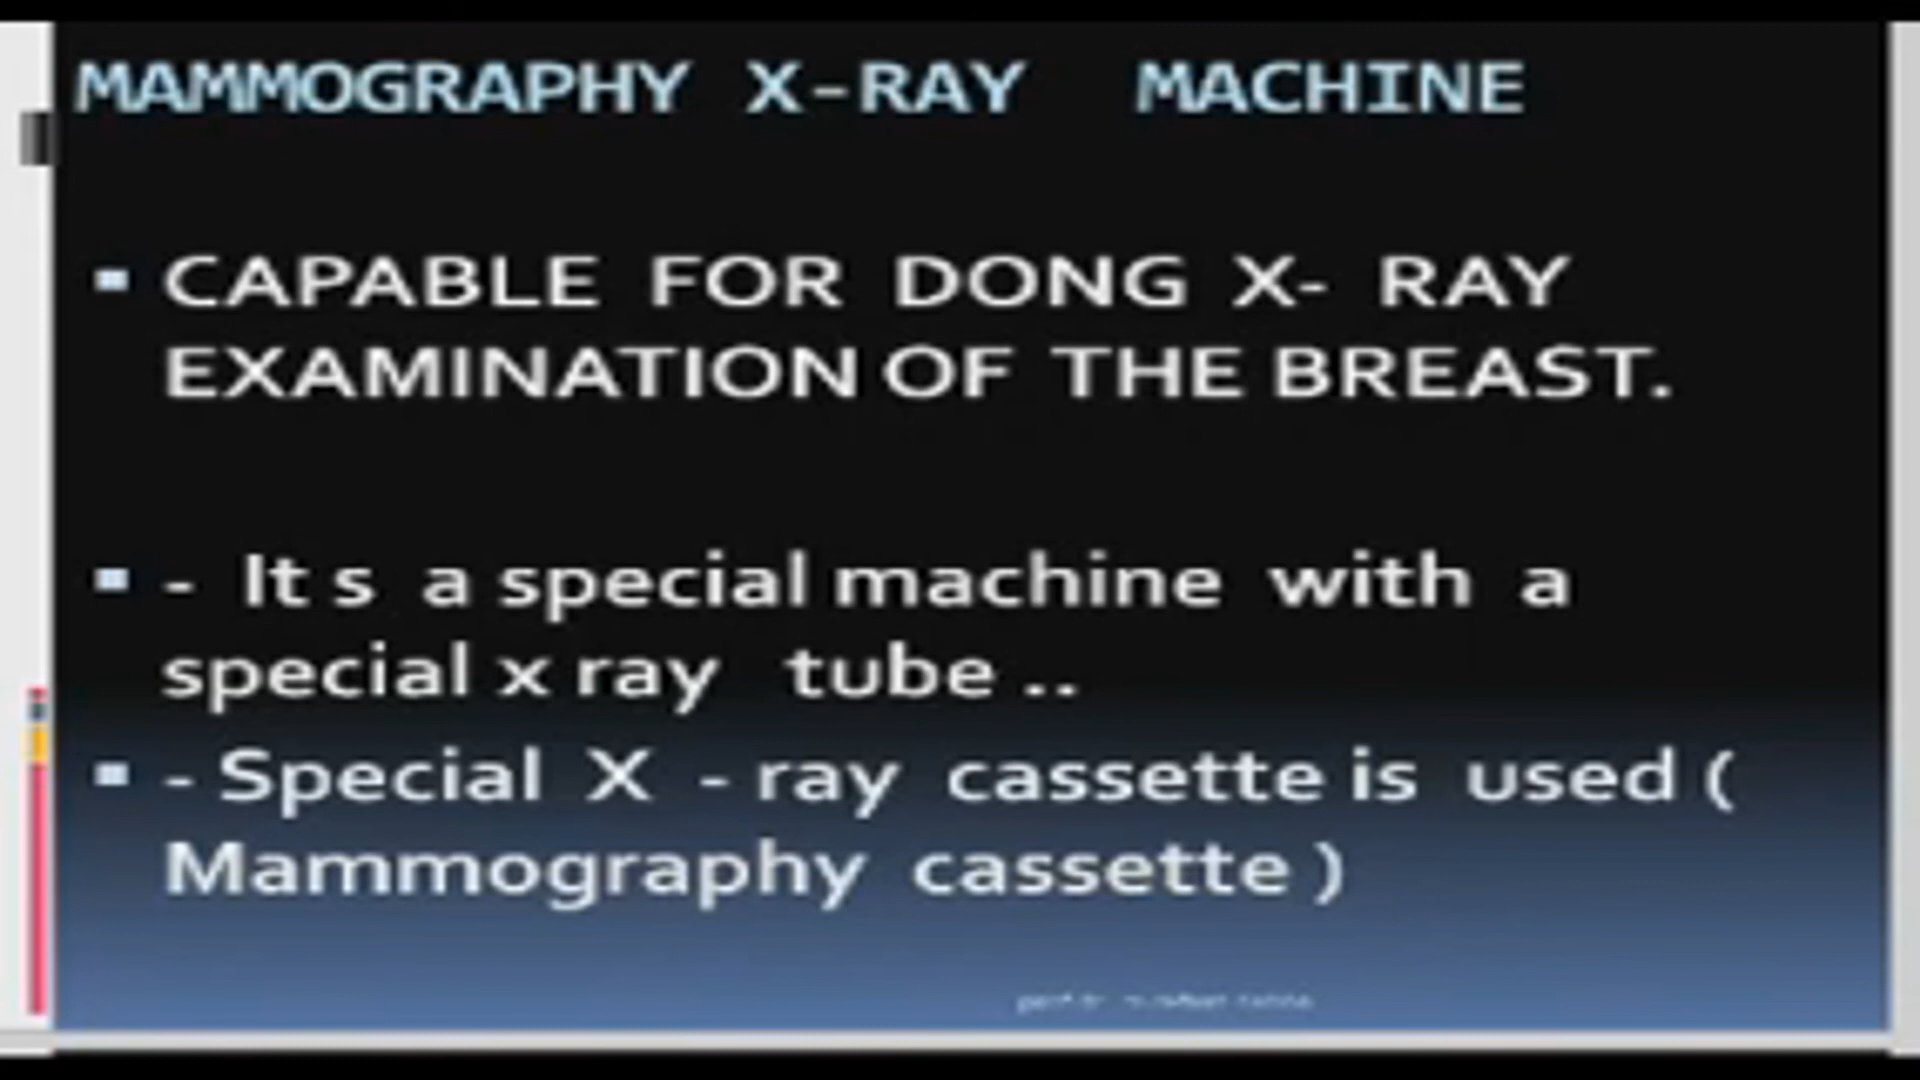 MAMMOGRAPHY X-RAY MACHINE
CAPABLE FOR DONG X- RAY
EXAMINATION OF THE BREAST.
- It s a special machine with a
special x ray tube ..
- Special X - ray cassette is used (
Mammography cassette )